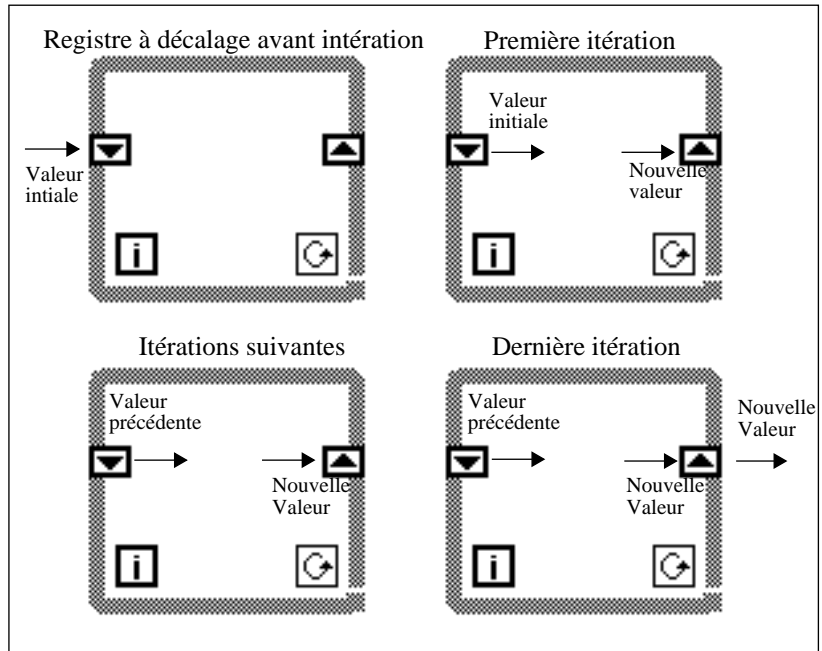 Registre à décalage avant intération
Première itération
Valeur
intiale
i
Valeur
initiale
Nouvelle
valeur
i
Itérations suivantes
Dernière itération
Valeur
précédente
Nouvelle
Valeur
i
Valeur
précédente
Nouvelle
Valeur
Nouvelle
Valeur
i